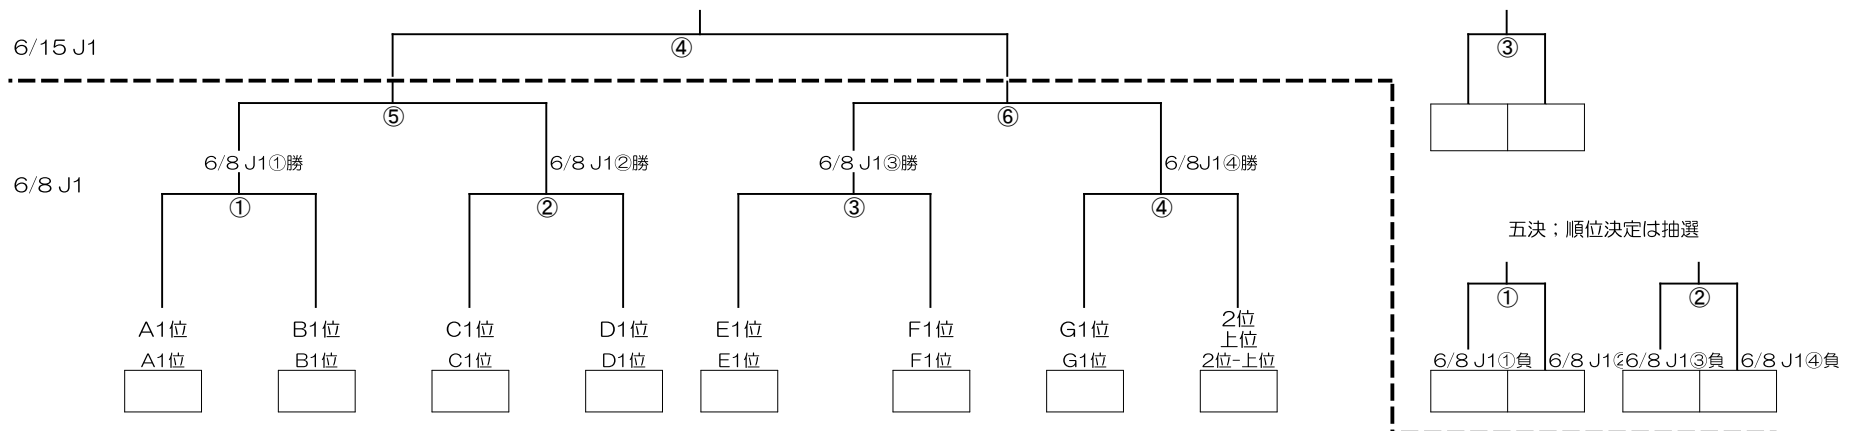 6/15 J1
④
③
⑤
⑥
6/8 J1①勝
6/8 J1②勝
6/8 J1③勝
6/8J1④勝
6/8 J1
①
②
③
④
五決；順位決定は抽選
①
②
A1位
B1位
C1位
D1位
E1位
F1位
G1位
2位
上位
A1位
B1位
C1位
D1位
E1位
F1位
G1位
2位-上位
6/8 J1①負
6/8 J1②
6/8 J1③負
6/8 J1④負